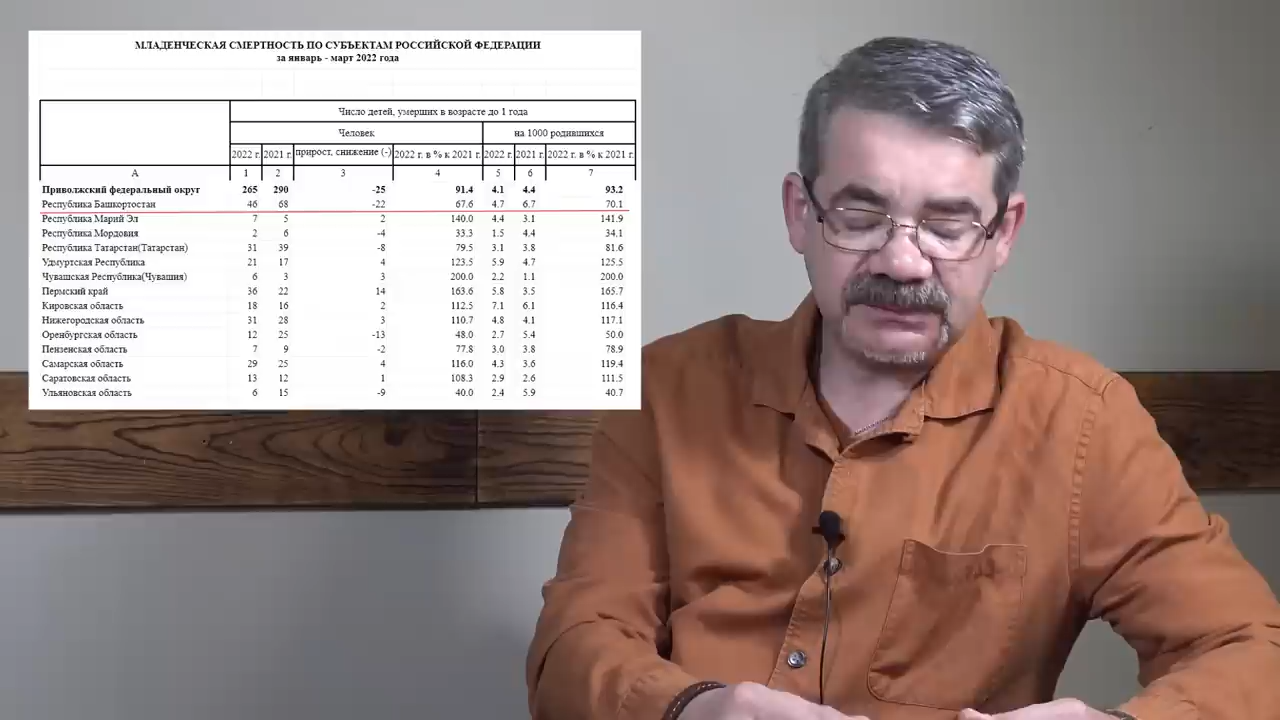 МЛАДЕНЧЕСКАЯ СМЕРТНОСТЬ ПО СУБЪЕКТАМ РОССИЙСКОЙ ФЕДЕРАЦИИ
за январь - март 2022 года
Число детей, умерших в возрасте до 1 года
Человек на 1000 родившихся
2022 г. 2021 г. прирост, снижение (-) 2022 г. в % к 2021 г. 2022 г. 2021 г. 2022 г. в % к 2021 г.
А 1 2 3 4 5 6 7
Приволжский федеральный округ 265 290 -25 91.4 4.1 4.4 93.2
Республика Башкортостан 46 68 -22 67.6 4.7 6.7 70.1
Республика Марий Эл 7 5 2 140.0 4.4 3.1 141.9
Республика Мордовия 2 6 -4 33.3 1.5 4.4 34.1
Республика Татарстан(Татарстан) 31 39 -8 79.5 3.1 3.8 81.6
Удмуртская Республика 21 17 4 123.5 5.9 4.7 125.5
Чувашская Республика(Чувашия) 6 3 3 200.0 2.2 1.1 200.0
Пермский край 36 22 14 163.6 5.8 3.5 165.7
Кировская область 18 16 2 112.5 7.1 6.1 116.4
Нижегородская область 31 28 3 110.7 4.8 4.1 117.1
Оренбургская область 12 25 -13 48.0 2.7 5.4 50.0
Пензенская область 7 9 -2 77.8 3.0 3.8 78.9
Самарская область 29 25 4 116.0 4.3 3.6 119.4
Саратовская область 13 12 1 108.3 2.9 2.6 111.5
Ульяновская область 6 15 -9 40.0 2.4 5.9 40.7